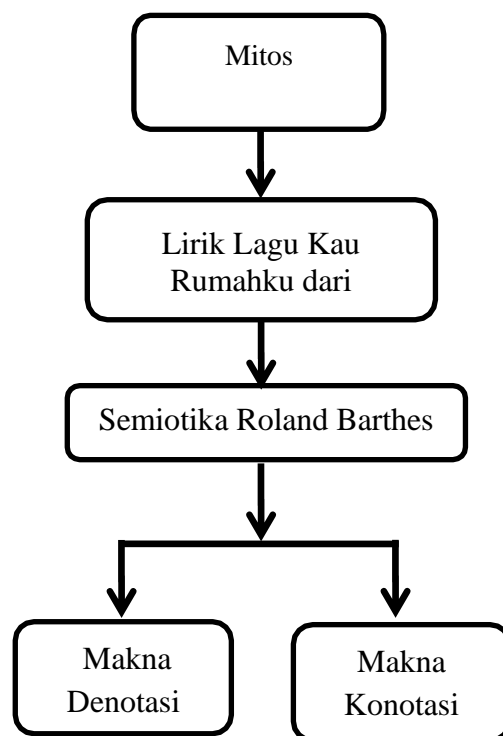 Mitos
Lirik Lagu Kau
Rumahku dari
Semiotika Roland Barthes
Makna
Denotasi
Makna
Konotasi